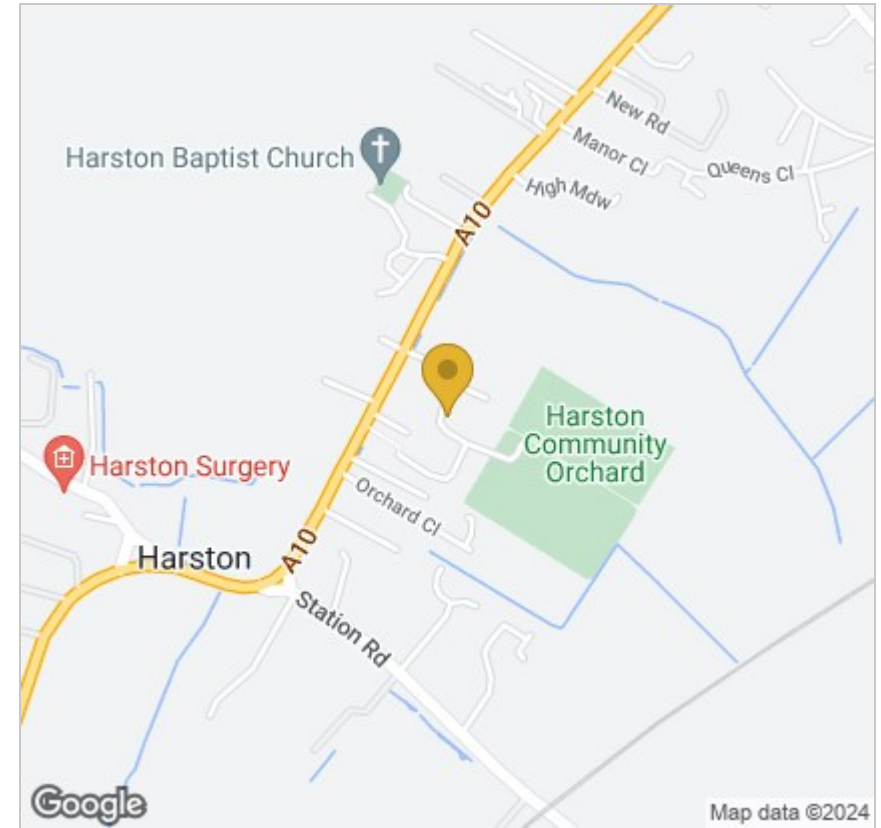 New Rd
Harston Baptist Church
Manor Cl
Queens Cl
High Mdw
A10
Harston
Community
Orchard
Harston Surgery
Orchard Cl
Harston
A10
Station Rd
Google
Map data ©2024